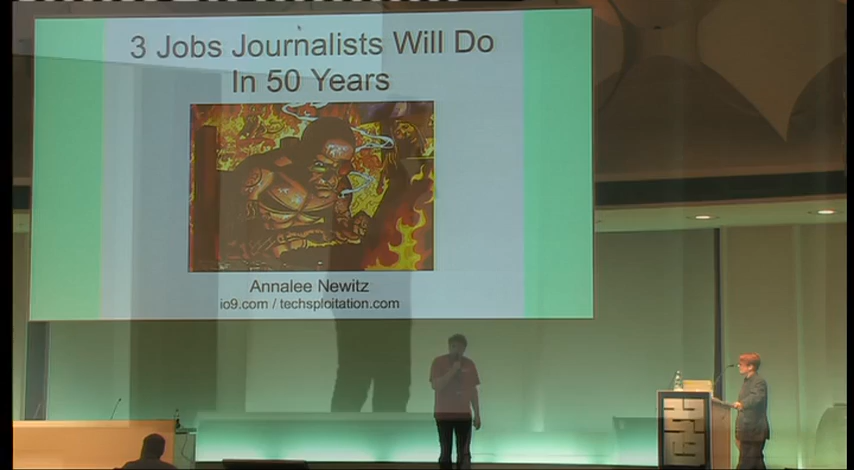 3 Jobs Journalists Will Do
In 50 Years
Annalee Newitz
io9.com / techsploitation.com